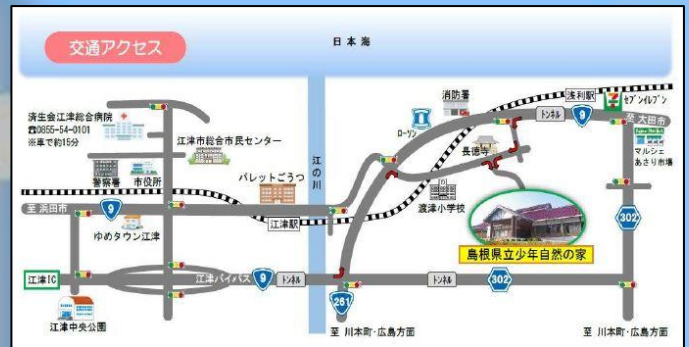 交通アクセス
日本海
消防署
浅利駅
セブンイレブン
9
トンネル
至 大田市
ローソン
長徳寺
マルシェ
あさり市場
済生会江津総合病院
☎0855-54-0101
※車で約15分
江津市総合市民センター
江の川
警察署
市役所
パレットごうつ
渡津小学校
302
至 浜田市
9
ゆめタウン江津
江津駅
島根県立少年自然の家
江津IC
江津バイパス
9
トンネル
トンネル
302
江津中央公園
261
至 川本町・広島方面
至 川本町・広島方面